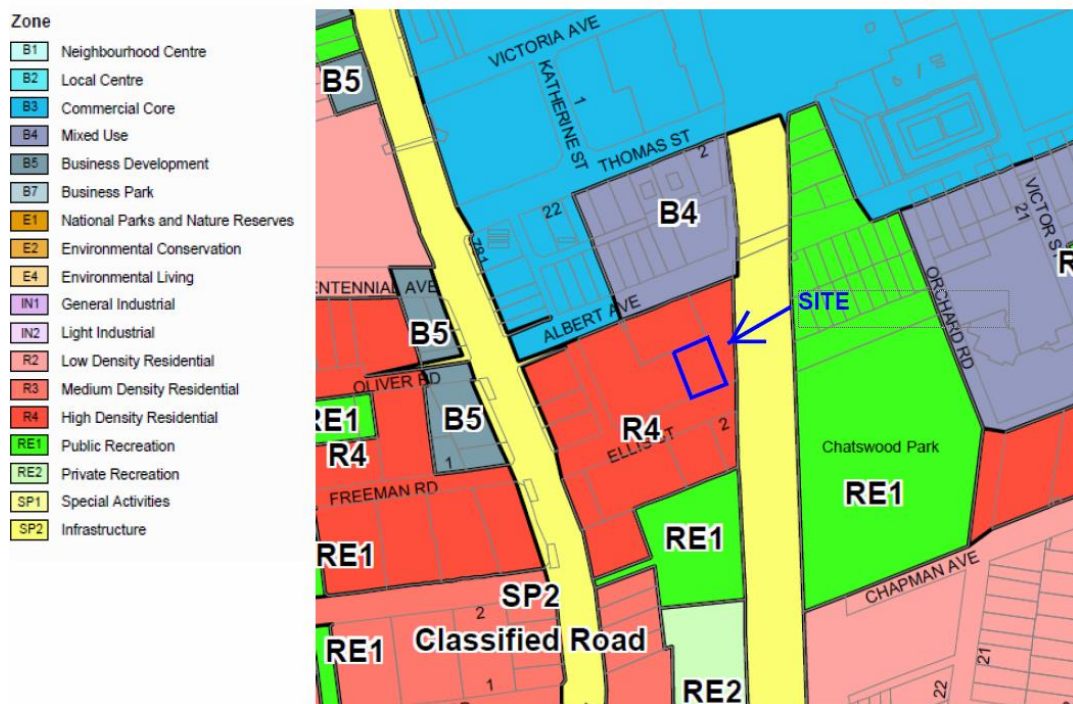 Zone
B1 Neighbourhood Centre
B2 Local Centre
B3 Commercial Core
B4 Mixed Use
B5 Business Development
B7 Business Park
E1 National Parks and Nature Reserves
E2 Environmental Conservation
E4 Environmental Living
IN1 General Industrial
IN2 Light Industrial
R2 Low Density Residential
R3 Medium Density Residential
R4 High Density Residential
RE1 Public Recreation
RE2 Private Recreation
SP1 Special Activities
SP2 Infrastructure
VICTORIA AVE
B5
KATHERINE ST
1
THOMAS ST
2
B4
22
781
VICTOR S
21
R
ENTENNIAL AVE
ALBERT AVE
SITE
ORCHARD RD
B5
OLIVER RD
RE1
B5
R4
R4
1
ELLIS ST
2
Chatswood Park
RE1
FREEMAN RD
RE1
RE1
CHAPMAN AVE
SP2
2
Classified Road
RE1
1
RE2
21
22